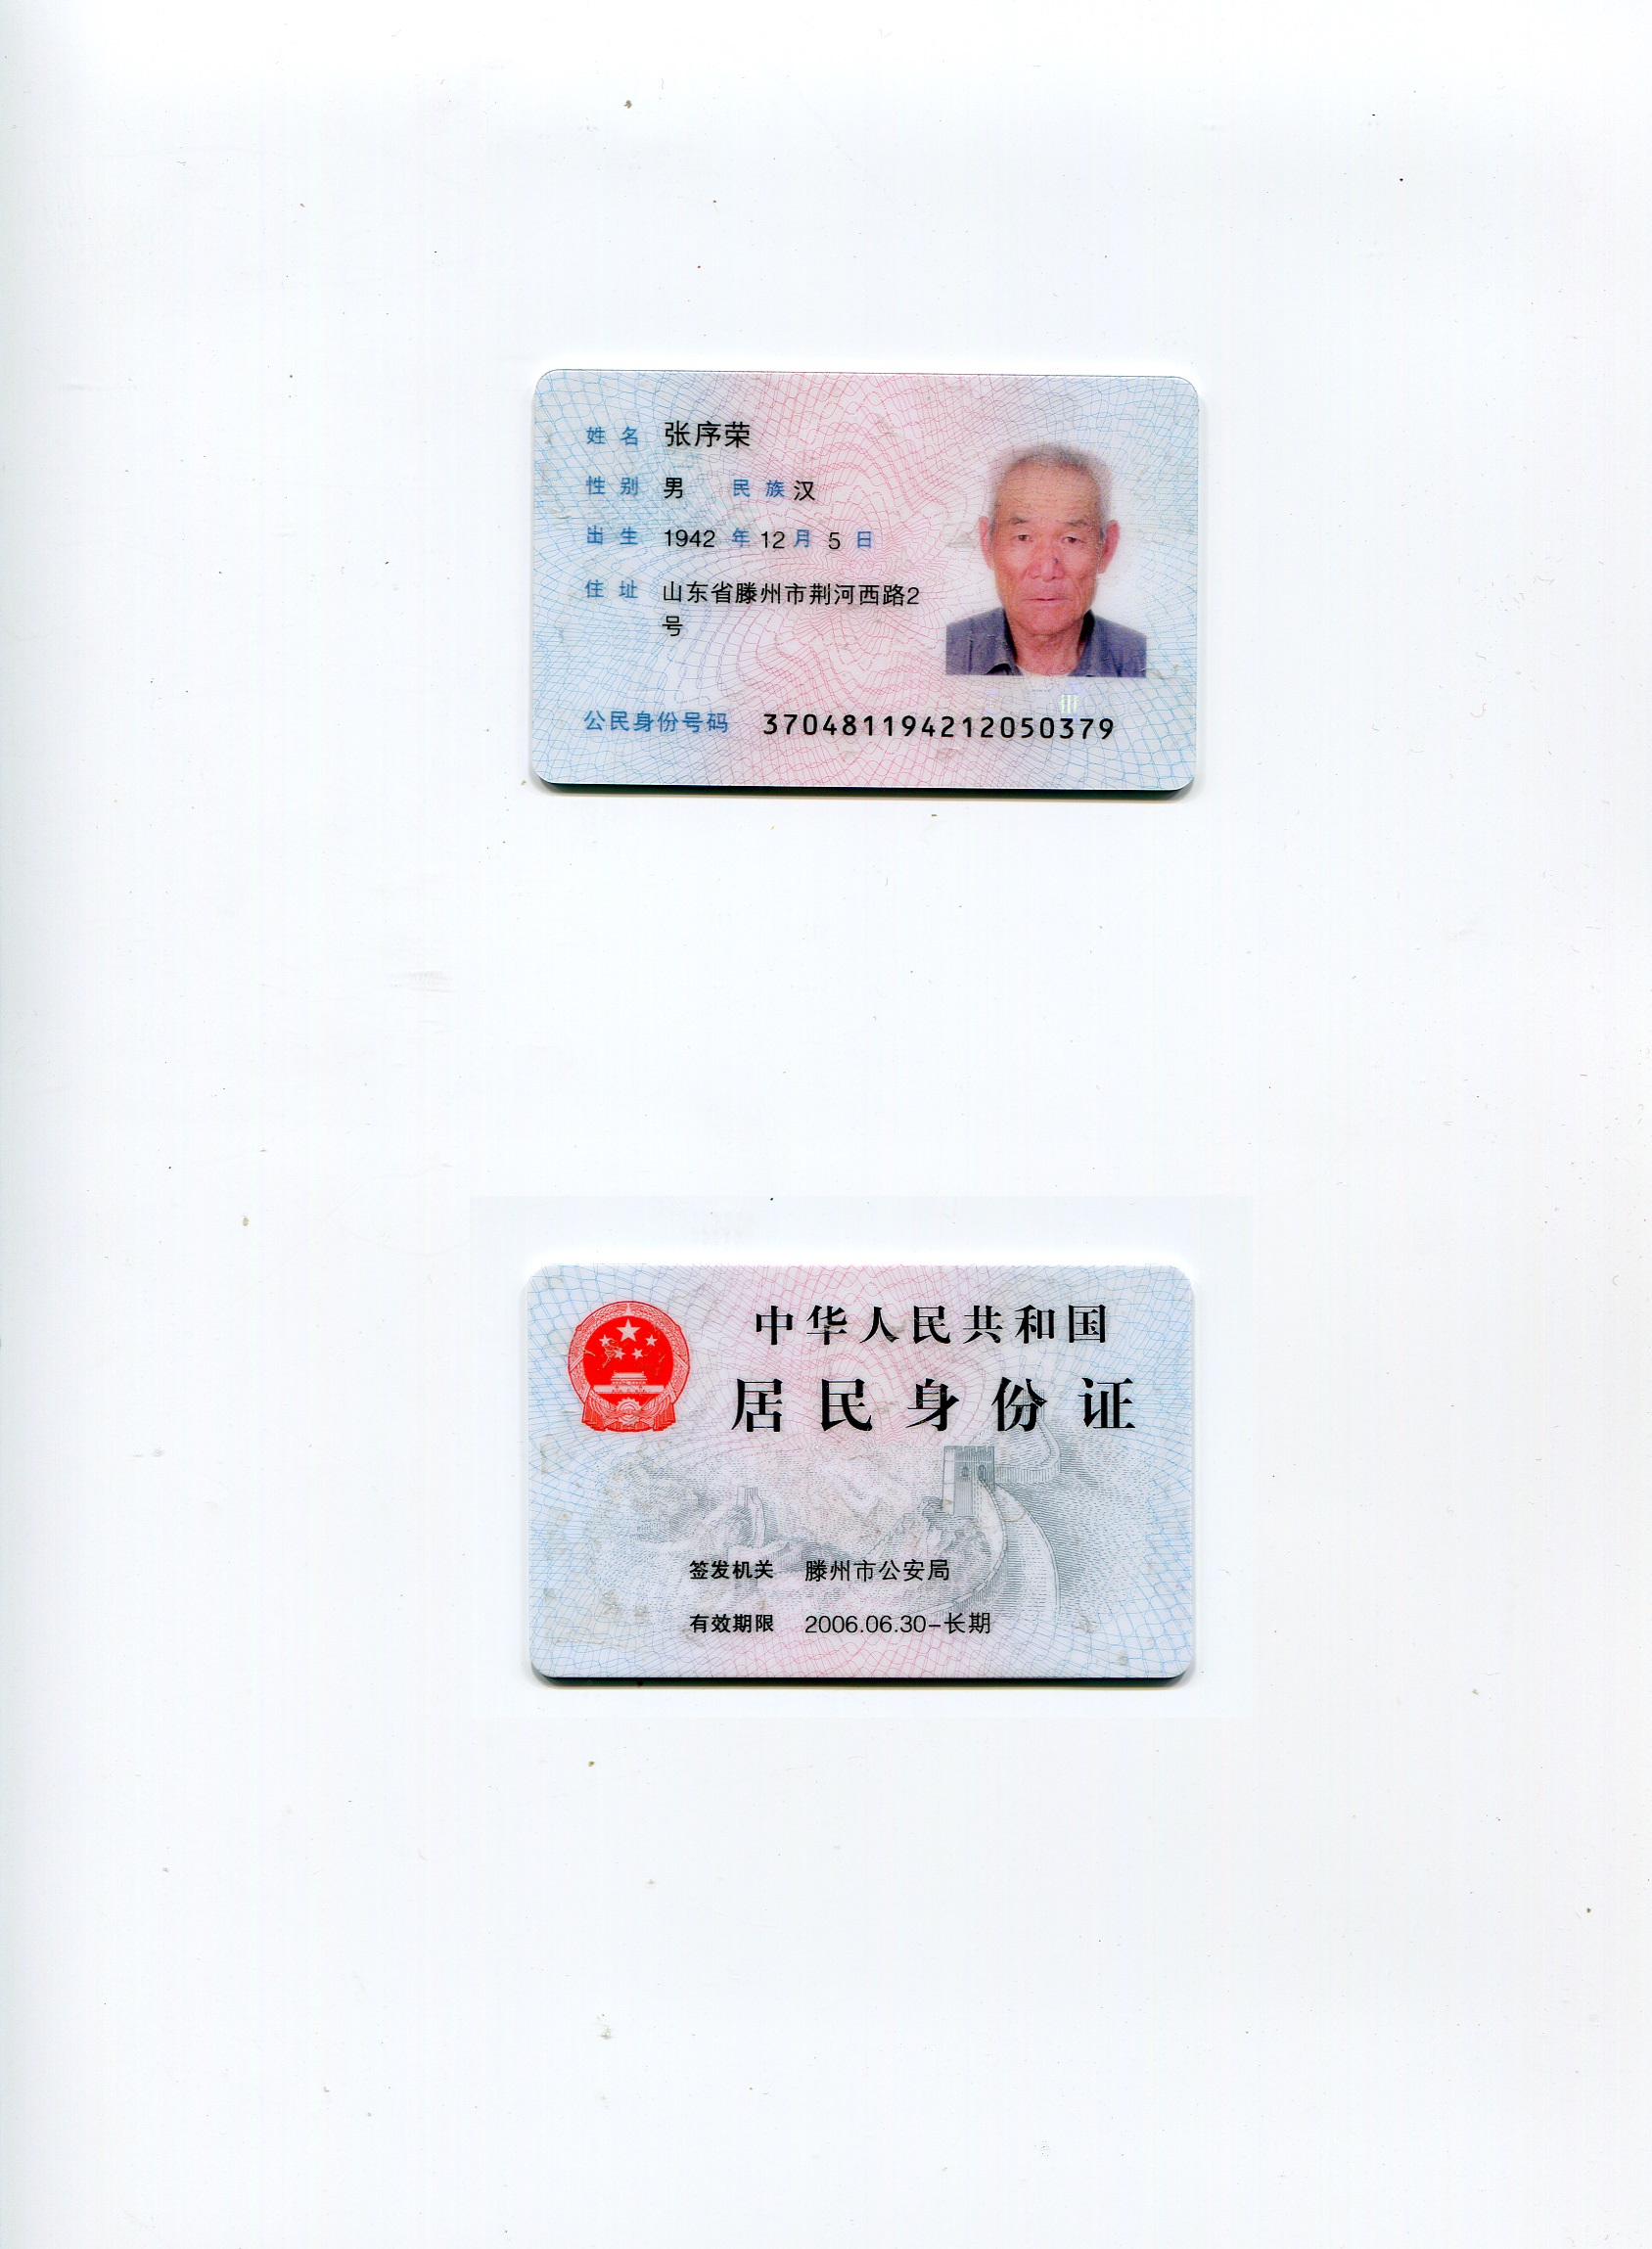 姓名 张序荣
性别 男 民族 汉
出生 1942 年 12 月 5 日
住址 山东省滕州市荆河西路2
号
公民身份号码 370481194212050379
中华人民共和国
居民身份证
签发机关 滕州市公安局
有效期限 2006.06.30-长期